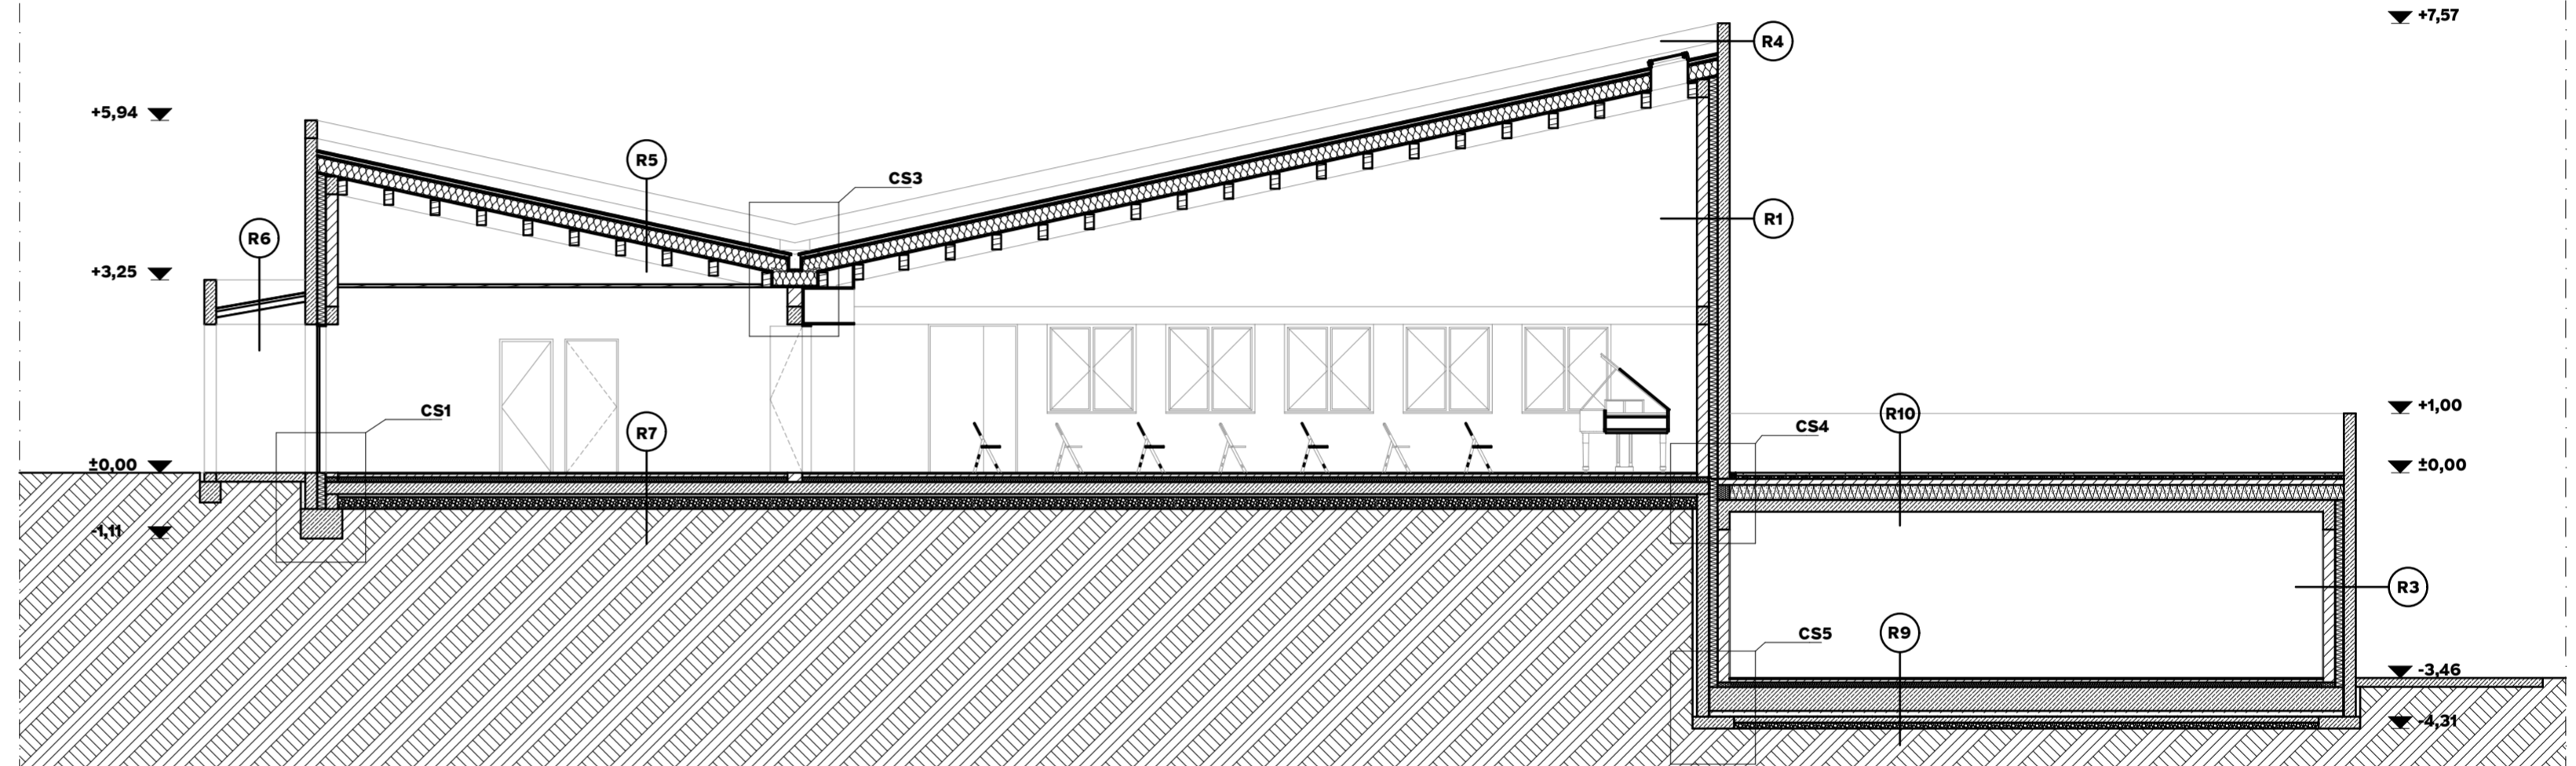 +7,57
R4
+5,94
R5
CS3
R1
R6
+3,25
+1,00
CS1
R10
CS4
R7
±0,00
±0,00
-1,11
R3
CS5
R9
-3,46
-4,31